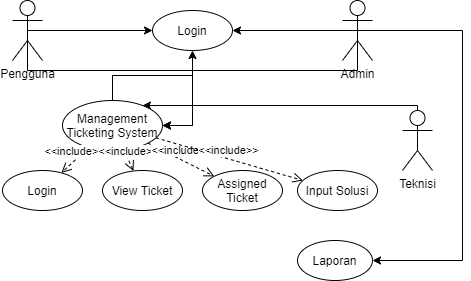 Login
Pengguna
Admin
Management
Ticketing System
<<include>>
<<include>>
<<include>>
<<include>>
Teknisi
Login
View Ticket
Assigned
Ticket
Input Solusi
Laporan